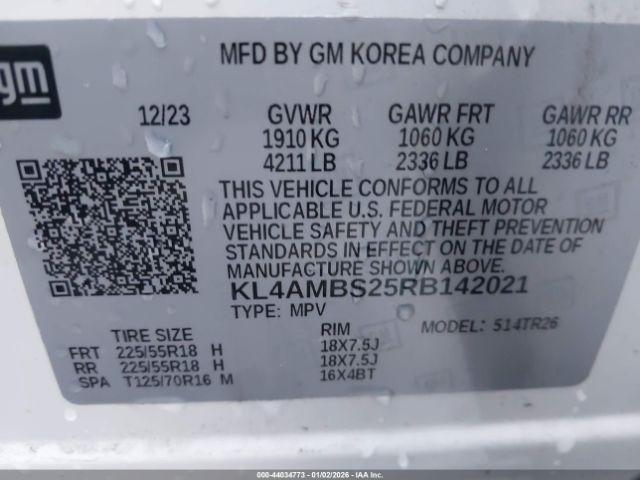 gm
MFD BY GM KOREA COMPANY
12/23 GVWR GAWR FRT GAWR RR
1910 KG 1060 KG 1060 KG
4211 LB 2336 LB 2336 LB
THIS VEHICLE CONFORMS TO ALL
APPLICABLE U.S. FEDERAL MOTOR
VEHICLE SAFETY AND THEFT PREVENTION
STANDARDS IN EFFECT ON THE DATE OF
MANUFACTURE SHOWN ABOVE.
KL4AMBS25RB142021
TYPE: MPV MODEL: 514TR26
TIRE SIZE RIM
FRT 225/55R18 H 18X7.5J
RR 225/55R18 H 18X7.5J
SPA T125/70R16 M 16X4BT
000-44034773 - 01/02/2026 - IAAI.COM